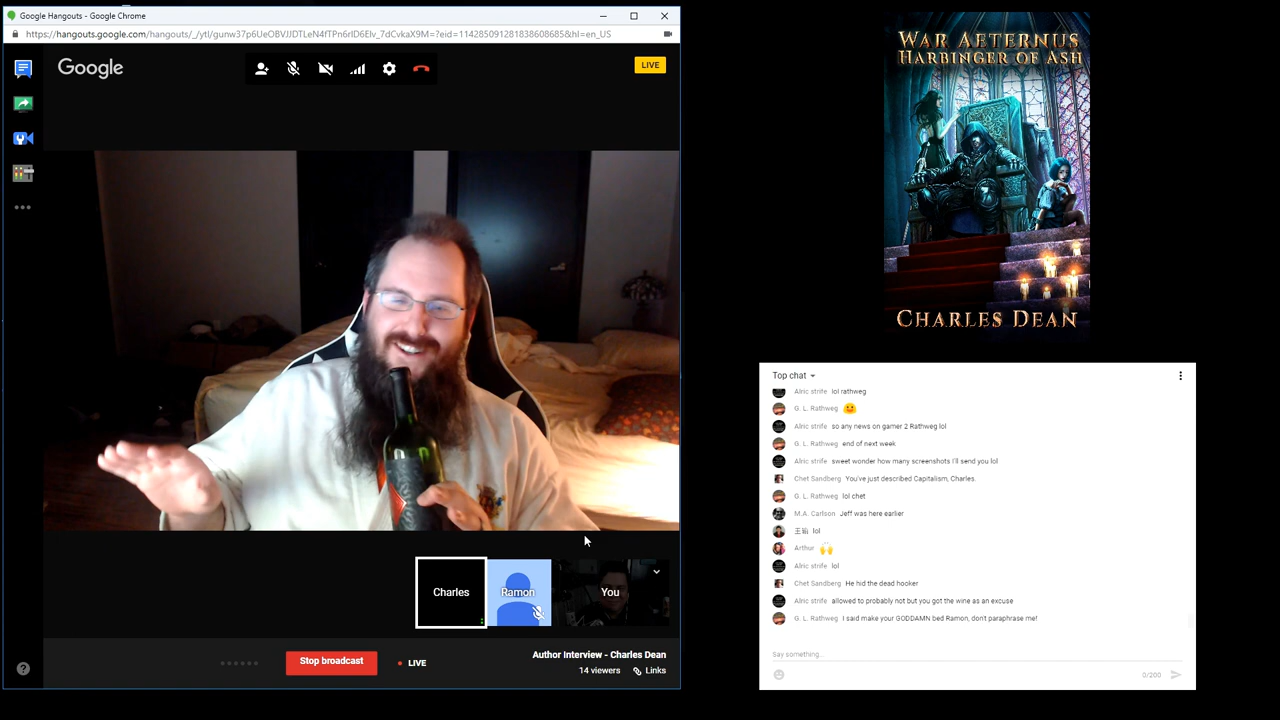 Google Hangouts - Google Chrome
https://hangouts.google.com/hangouts/_/ytl/gunw37p6UeOBVJJDTLeN4fTPn6rID6Elv_7dCvkaX9M=?eid=114285091281838608685&hl=en_US
Google
LIVE
Charles
Ramon
You
Stop broadcast
LIVE
Author Interview - Charles Dean
14 viewers
Links
WAR AETERNUS
HARBINGER OF ASH
CHARLES DEAN
Top chat
Alric strife lol rathweg
G. L. Rathweg
Alric strife so any news on gamer 2 Rathweg lol
G. L. Rathweg end of next week
Alric strife sweet wonder how many screenshots I'll send you lol
Chet Sandberg You've just described Capitalism, Charles.
G. L. Rathweg lol chet
M.A. Carlson Jeff was here earlier
lol
Arthur
Alric strife lol
Chet Sandberg He hid the dead hooker
Alric strife allowed to probably not but you got the wine as an excuse
G. L. Rathweg I said make your GODDAMN bed Ramon, don't paraphrase me!
Say something...
0/200